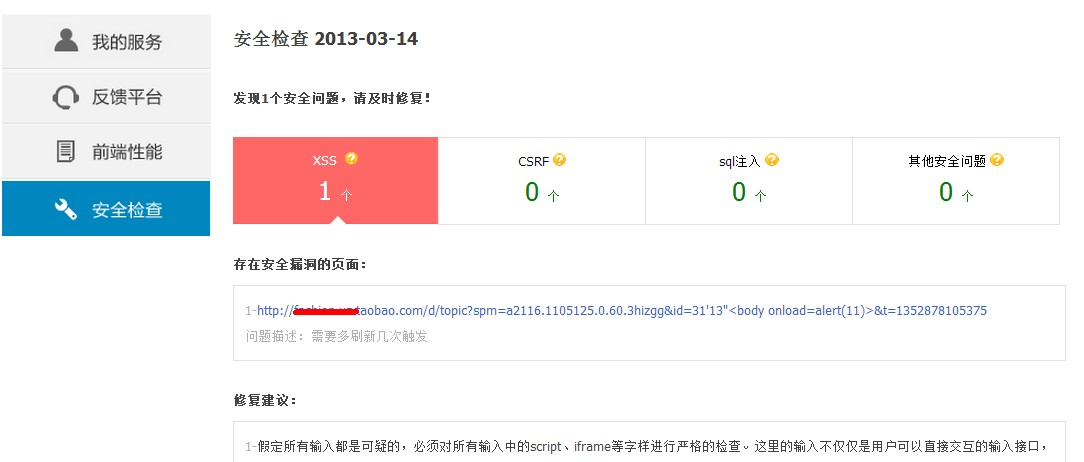 我的服务
反馈平台
前端性能
安全检查
安全检查 2013-03-14
发现1个安全问题，请及时修复！
XSS ?
1 个
CSRF ?
0 个
sql注入 ?
0 个
其他安全问题 ?
0 个
存在安全漏洞的页面：
1-http://taobao.com/d/topic?spm=a2116.1105125.0.60.3hizgg&id=31'13"<body onload=alert(11)>&t=1352878105375
问题描述：需要多刷新几次触发
修复建议：
1-假定所有输入都是可疑的，必须对所有输入中的script、iframe等字样进行严格的检查。这里的输入不仅仅是用户可以直接交互的输入接口，